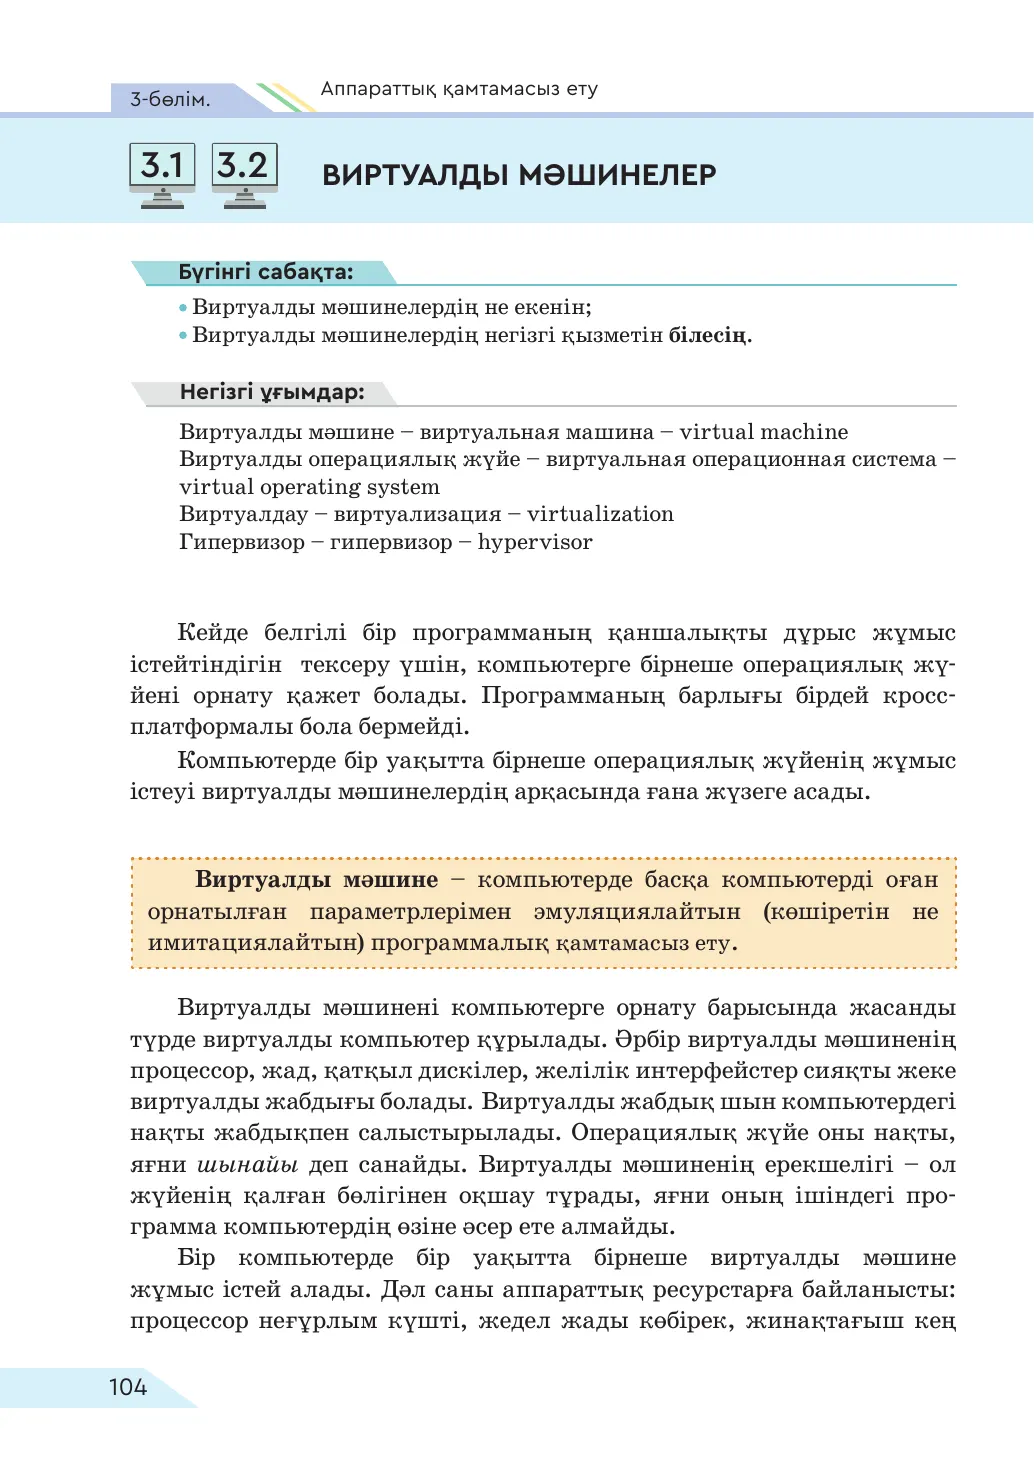 3-бөлім.
Аппараттық қамтамасыз ету
3.1 3.2 ВИРТУАЛДЫ МӘШИНЕЛЕР
Бүгінгі сабақта:
• Виртуалды мәшинелердің не екенін;
• Виртуалды мәшинелердің негізгі қызметін білесің.
Негізгі ұғымдар:
Виртуалды мәшине – виртуальная машина – virtual machine
Виртуалды операциялық жүйе – виртуальная операционная система –
virtual operating system
Виртуалдау – виртуализация – virtualization
Гипервизор – гипервизор – hypervisor
Кейде белгілі бір программаның қаншалықты дұрыс жұмыс
істейтіндігін тексеру үшін, компьютерге бірнеше операциялық жү-
йені орнату қажет болады. Программаның барлығы бірдей кросс-
платформалы бола бермейді.
Компьютерде бір уақытта бірнеше операциялық жүйенің жұмыс
істеуі виртуалды мәшинелердің арқасында ғана жүзеге асады.
Виртуалды мәшине – компьютерде басқа компьютерді оған
орнатылған параметрлерімен эмуляциялайтын (көшіретін не
имитациялайтын) программалық қамтамасыз ету.
Виртуалды мәшинені компьютерге орнату барысында жасанды
түрде виртуалды компьютер құрылады. Әрбір виртуалды мәшиненің
процессор, жад, қатқыл дискілер, желілік интерфейстер сияқты жеке
виртуалды жабдығы болады. Виртуалды жабдық шын компьютердегі
нақты жабдықпен салыстырылады. Операциялық жүйе оны нақты,
яғни шынайы деп санайды. Виртуалды мәшиненің ерекшелігі – ол
жүйенің қалған бөлігінен оқшау тұрады, яғни оның ішіндегі про-
грамма компьютердің өзіне әсер ете алмайды.
Бір компьютерде бір уақытта бірнеше виртуалды мәшине
жұмыс істей алады. Дәл саны аппараттық ресурстарға байланысты:
процессор неғұрлым күшті, жедел жады көбірек, жинақтағыш кең
104